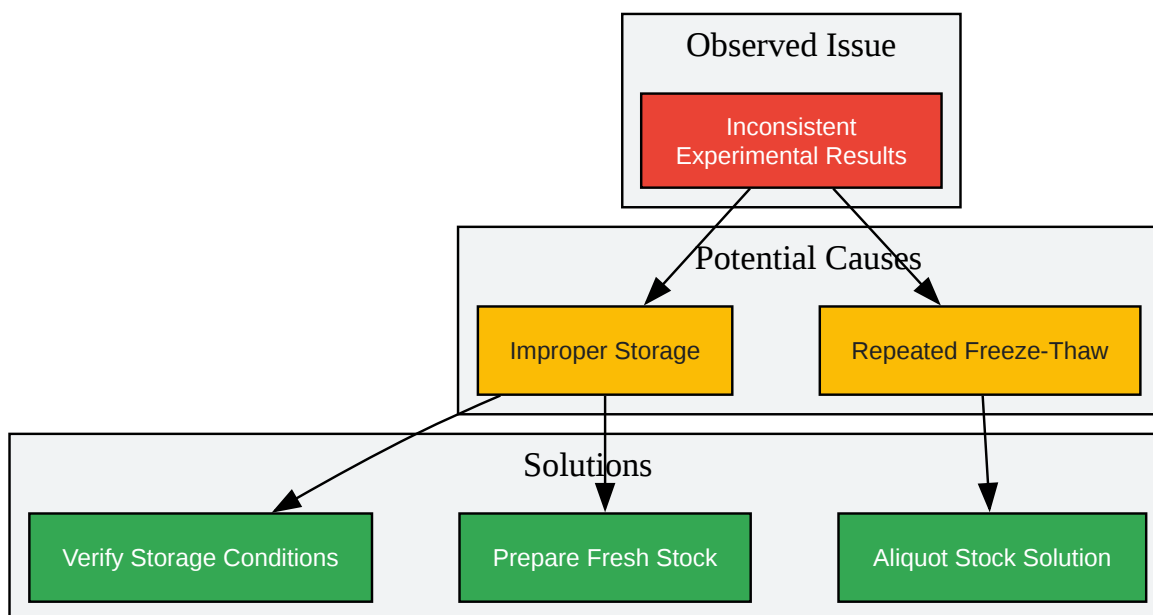 Observed Issue
Inconsistent
Experimental Results
Potential Causes
Improper Storage
Repeated Freeze-Thaw
Solutions
Verify Storage Conditions
Prepare Fresh Stock
Aliquot Stock Solution